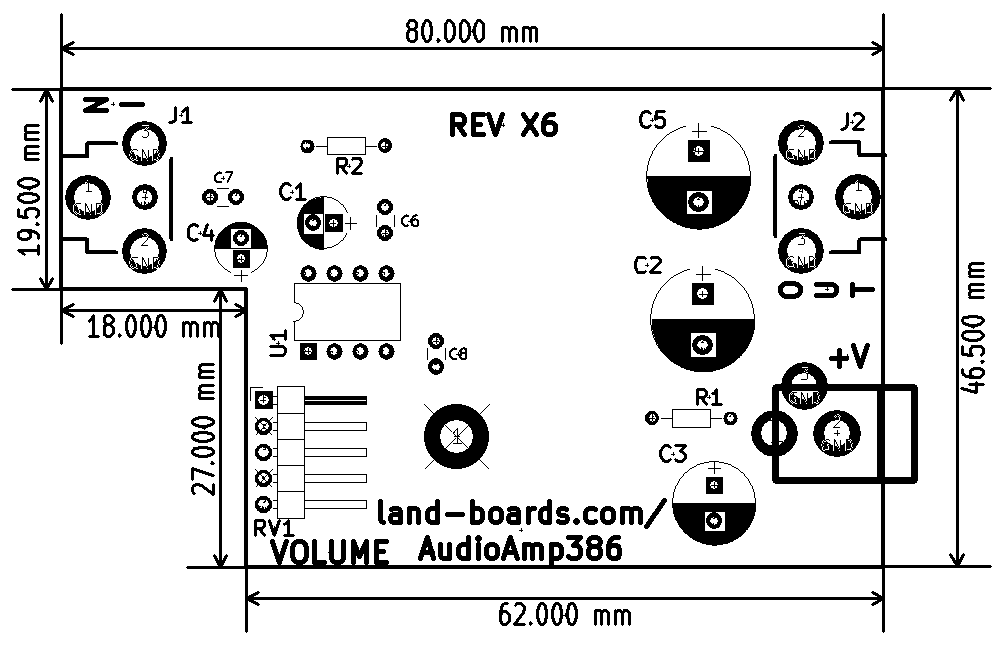 80.000 mm
IN
J1
REV X6
C5
J2
3
GND
R2
19.500 mm
1
GND
4
C7
C1
C6
2
GND
C4
2
GND
4
1
GND
3
GND
C2
OUT
18.000 mm
U1
C8
+V
46.500 mm
27.000 mm
3
GND
R1
1
2
GND
C3
RV1
land-boards.com/
VOLUME
AudioAmp386
62.000 mm